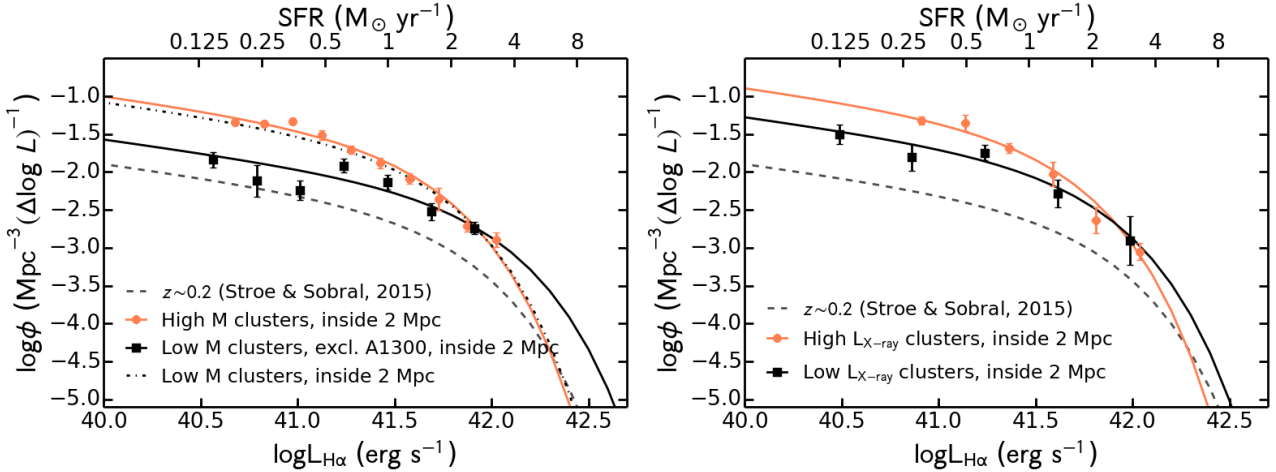 SFR (M⊙ yr⁻¹)
0.125 0.25 0.5 1 2 4 8
logϕ (Mpc⁻³(Δlog L)⁻¹)
−1.0
−1.5
−2.0
−2.5
−3.0
−3.5
−4.0
−4.5
−5.0
z~0.2 (Stroe & Sobral, 2015)
High M clusters, inside 2 Mpc
Low M clusters, excl. A1300, inside 2 Mpc
Low M clusters, inside 2 Mpc
40.0 40.5 41.0 41.5 42.0 42.5
logL_Hα (erg s⁻¹)
SFR (M⊙ yr⁻¹)
0.125 0.25 0.5 1 2 4 8
logϕ (Mpc⁻³(Δlog L)⁻¹)
−1.0
−1.5
−2.0
−2.5
−3.0
−3.5
−4.0
−4.5
−5.0
z~0.2 (Stroe & Sobral, 2015)
High L_X−ray clusters, inside 2 Mpc
Low L_X−ray clusters, inside 2 Mpc
40.0 40.5 41.0 41.5 42.0 42.5
logL_Hα (erg s⁻¹)